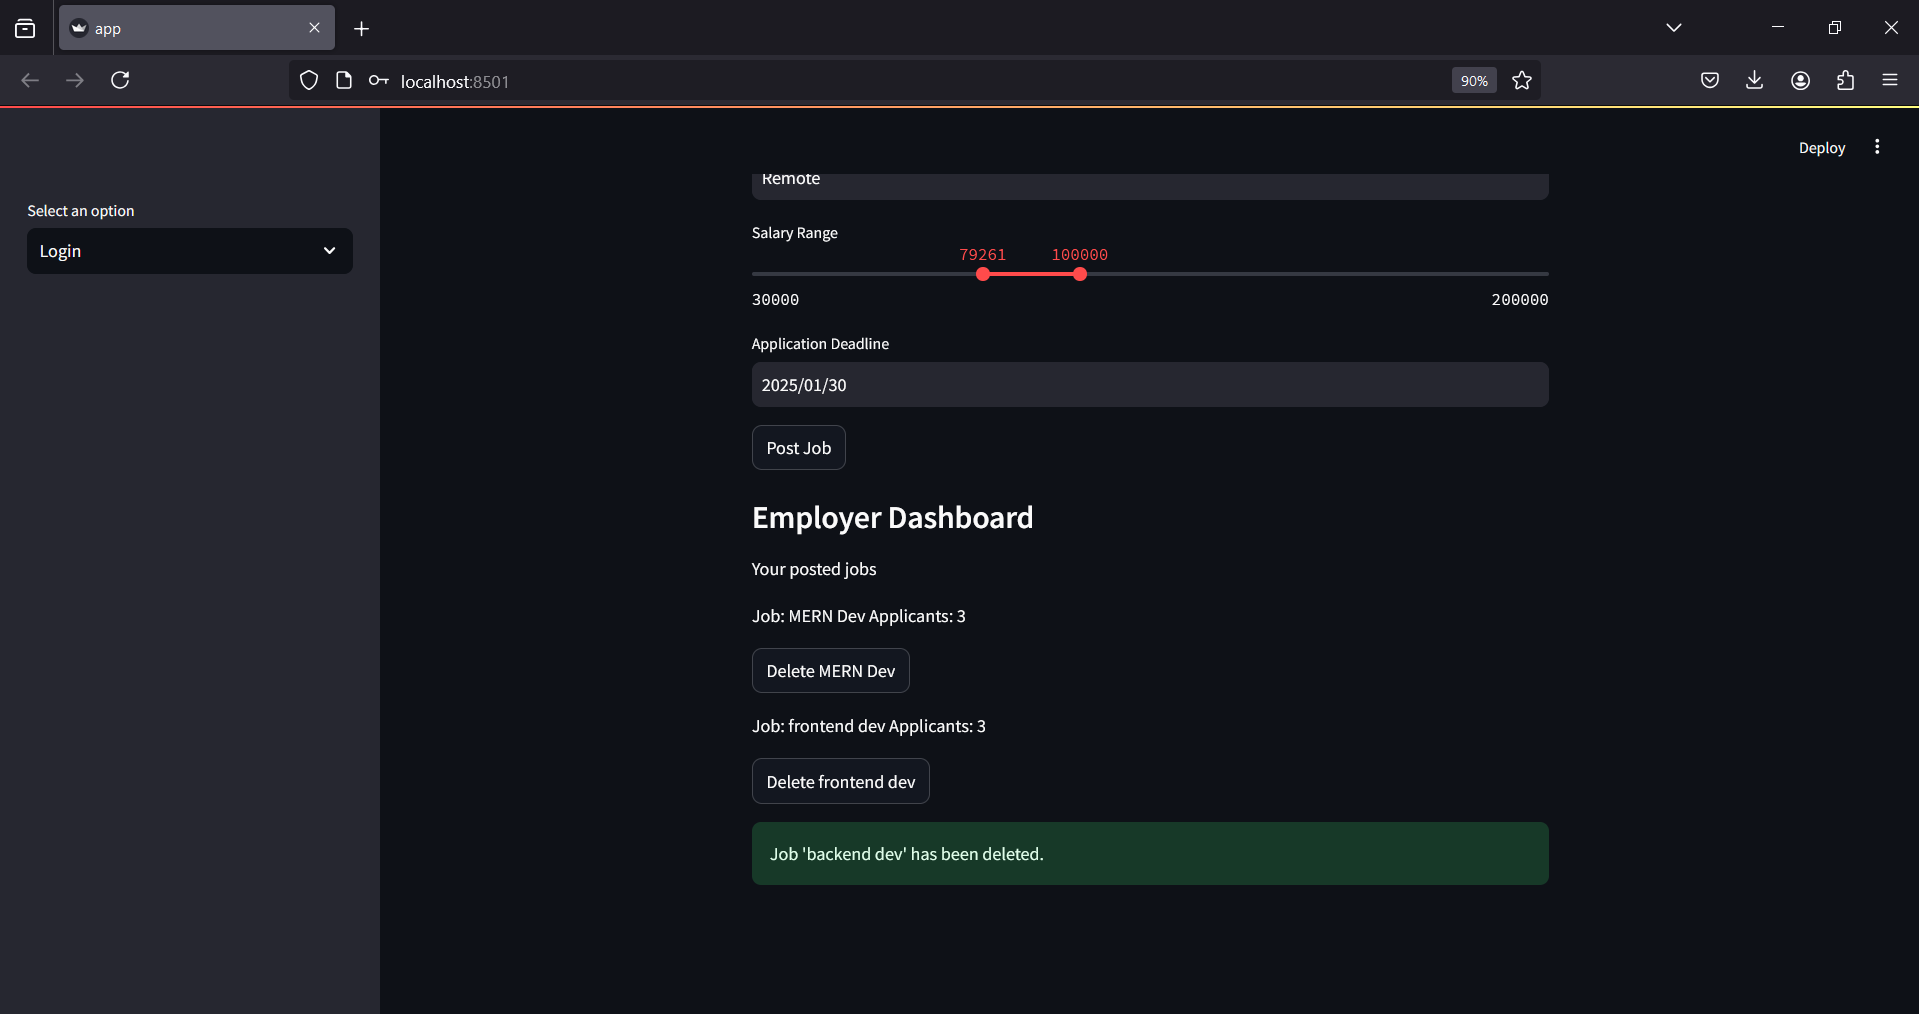 app
localhost:8501
90%
Deploy
Select an option
Login
Remote
Salary Range
79261 100000
30000 200000
Application Deadline
2025/01/30
Post Job
Employer Dashboard
Your posted jobs
Job: MERN Dev Applicants: 3
Delete MERN Dev
Job: frontend dev Applicants: 3
Delete frontend dev
Job 'backend dev' has been deleted.